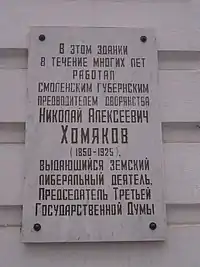 В ЭТОМ ЗДАНИИ
В ТЕЧЕНИЕ МНОГИХ ЛЕТ
РАБОТАЛ
СМОЛЕНСКИМ ГУБЕРНСКИМ
ПРЕДВОДИТЕЛЕМ ДВОРЯНСТВА
НИКОЛАЙ АЛЕКСЕЕВИЧ
ХОМЯКОВ
(1850-1925),
ВЫДАЮЩИЙСЯ ЗЕМСКИЙ
ЛИБЕРАЛЬНЫЙ ДЕЯТЕЛЬ,
ПРЕДСЕДАТЕЛЬ ТРЕТЬЕЙ
ГОСУДАРСТВЕННОЙ ДУМЫ